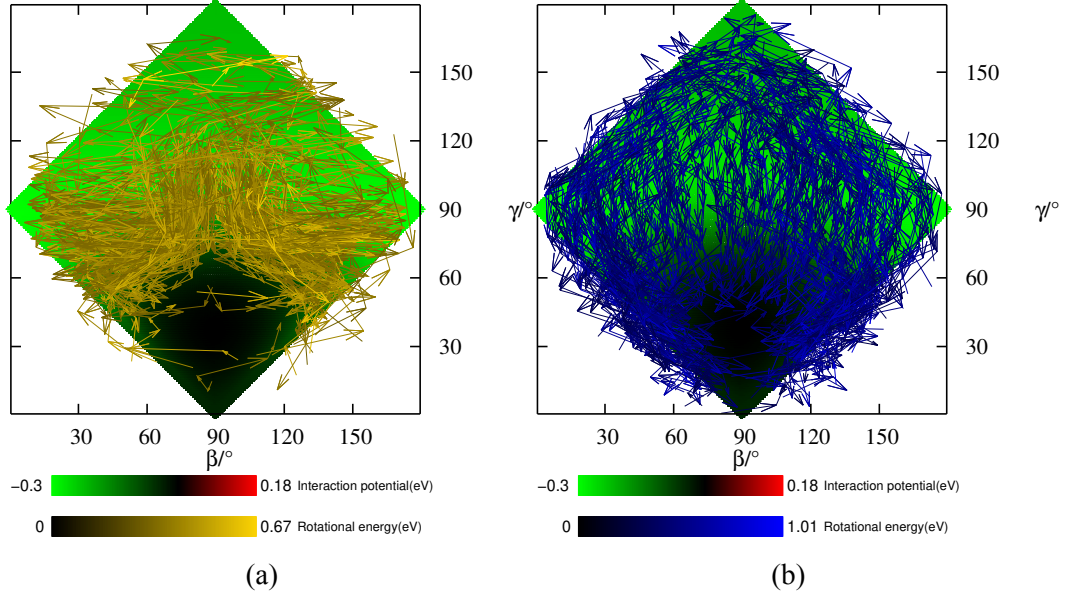 150
120
90
60
30
γ/°
30 60 90 120 150
β/°
−0.3 0.18 Interaction potential(eV)
0 0.67 Rotational energy(eV)
(a)
150
120
90
60
30
γ/°
30 60 90 120 150
β/°
−0.3 0.18 Interaction potential(eV)
0 1.01 Rotational energy(eV)
(b)